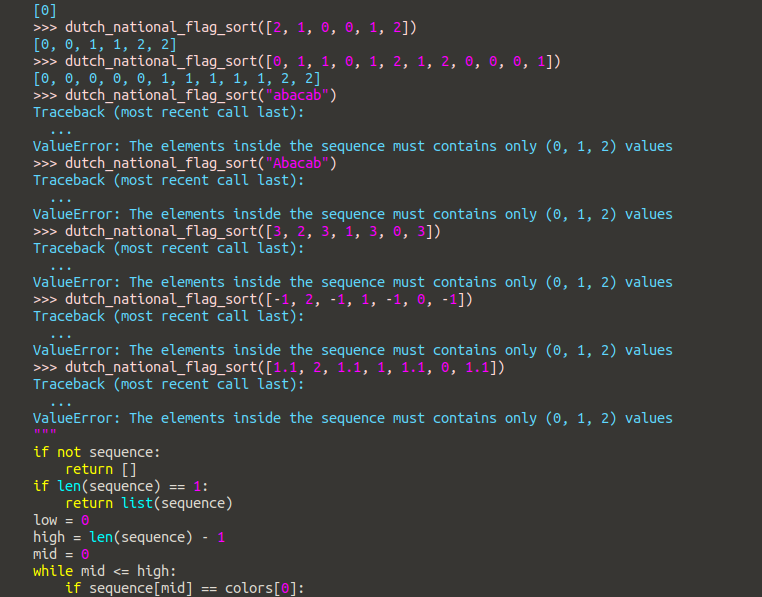 [0]
>>> dutch_national_flag_sort([2, 1, 0, 0, 1, 2])
[0, 0, 1, 1, 2, 2]
>>> dutch_national_flag_sort([0, 1, 1, 0, 1, 2, 1, 2, 0, 0, 0, 1])
[0, 0, 0, 0, 0, 1, 1, 1, 1, 1, 2, 2]
>>> dutch_national_flag_sort("abacab")
Traceback (most recent call last):
  ...
ValueError: The elements inside the sequence must contains only (0, 1, 2) values
>>> dutch_national_flag_sort("Abacab")
Traceback (most recent call last):
  ...
ValueError: The elements inside the sequence must contains only (0, 1, 2) values
>>> dutch_national_flag_sort([3, 2, 3, 1, 3, 0, 3])
Traceback (most recent call last):
  ...
ValueError: The elements inside the sequence must contains only (0, 1, 2) values
>>> dutch_national_flag_sort([-1, 2, -1, 1, -1, 0, -1])
Traceback (most recent call last):
  ...
ValueError: The elements inside the sequence must contains only (0, 1, 2) values
>>> dutch_national_flag_sort([1.1, 2, 1.1, 1, 1.1, 0, 1.1])
Traceback (most recent call last):
  ...
ValueError: The elements inside the sequence must contains only (0, 1, 2) values
"""
if not sequence:
    return []
if len(sequence) == 1:
    return list(sequence)
low = 0
high = len(sequence) - 1
mid = 0
while mid <= high:
    if sequence[mid] == colors[0]: